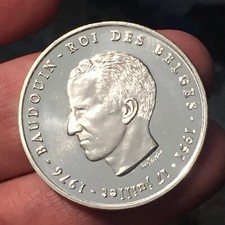 BAUDOUIN - ROI DES BELGES - 1951 - 17 juillet - 1976 -